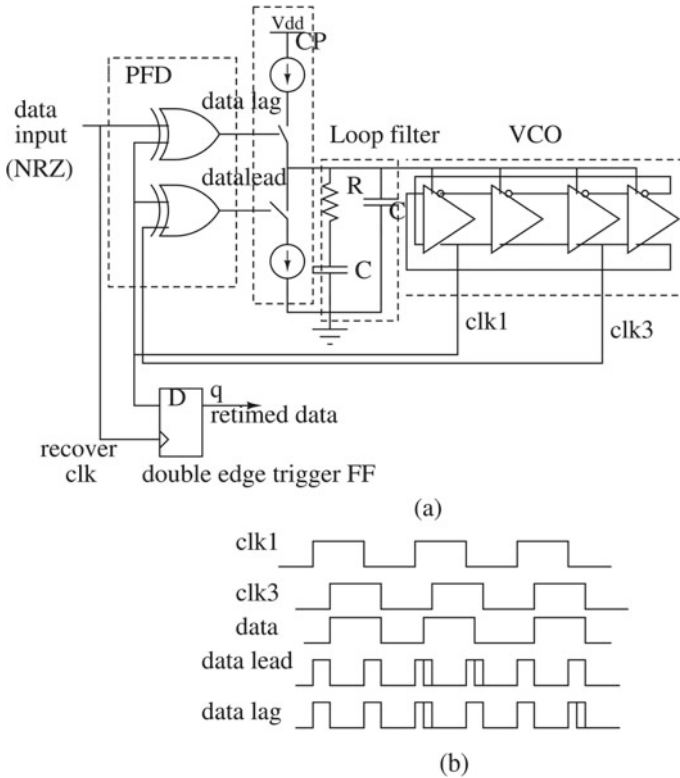 Vdd
CP
PFD
data lag
data
input
(NRZ)
Loop filter
VCO
datalead
R
C
C
clk1
clk3
D
q
retimed data
recover
clk
double edge trigger FF
(a)
clk1
clk3
data
data lead
data lag
(b)